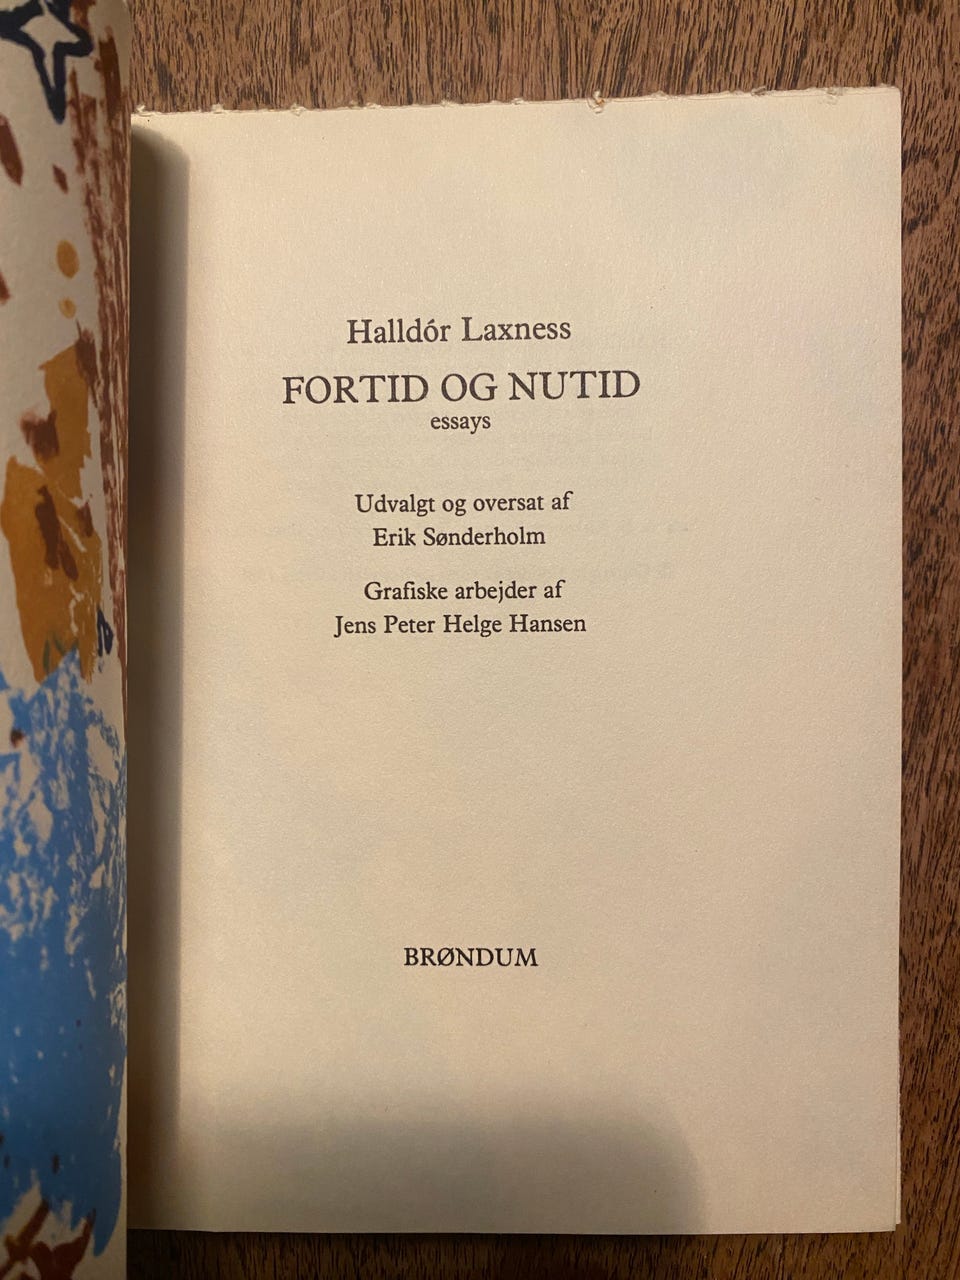 Halldór Laxness
FORTID OG NUTID
essays
Udvalgt og oversat af
Erik Sønderholm
Grafiske arbejder af
Jens Peter Helge Hansen
BRØNDUM